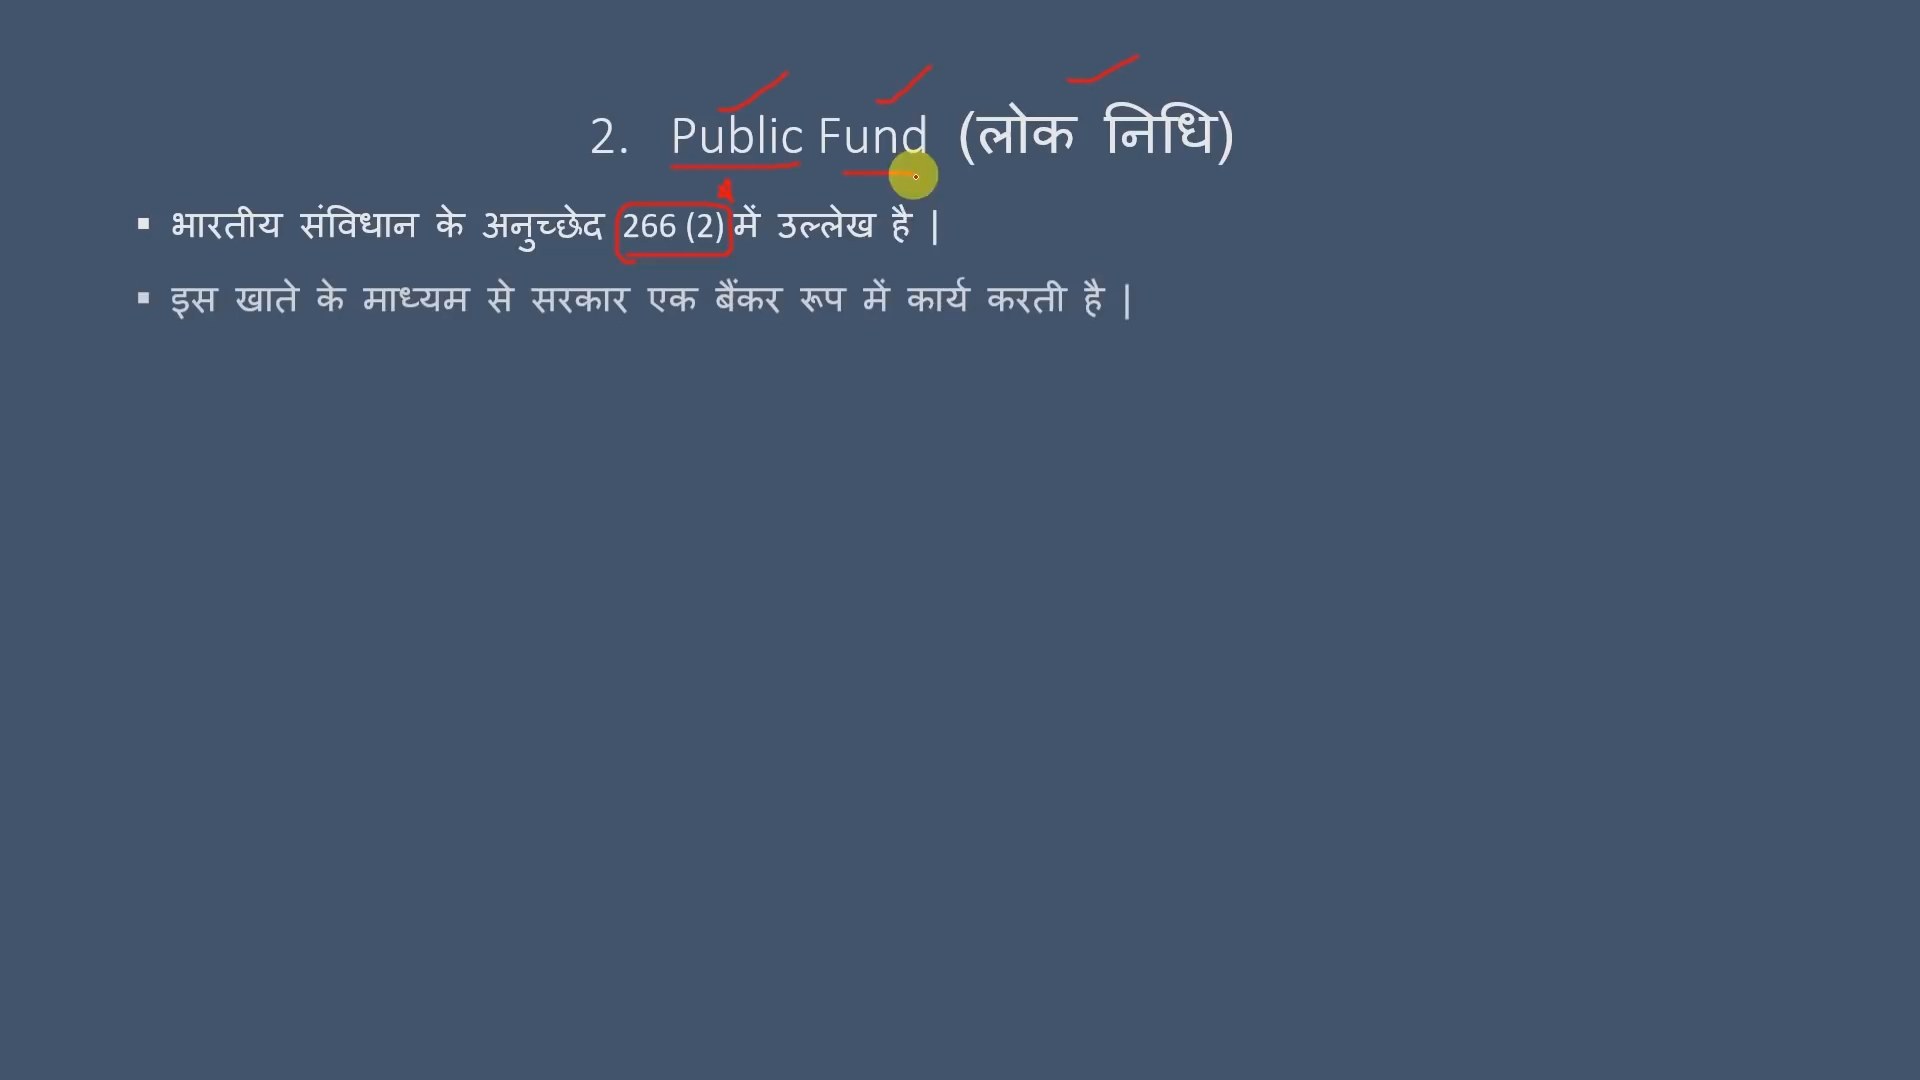 2. Public Fund (लोक निधि)
▪ भारतीय संविधान के अनुच्छेद 266 (2) में उल्लेख है |
▪ इस खाते के माध्यम से सरकार एक बैंकर रूप में कार्य करती है |